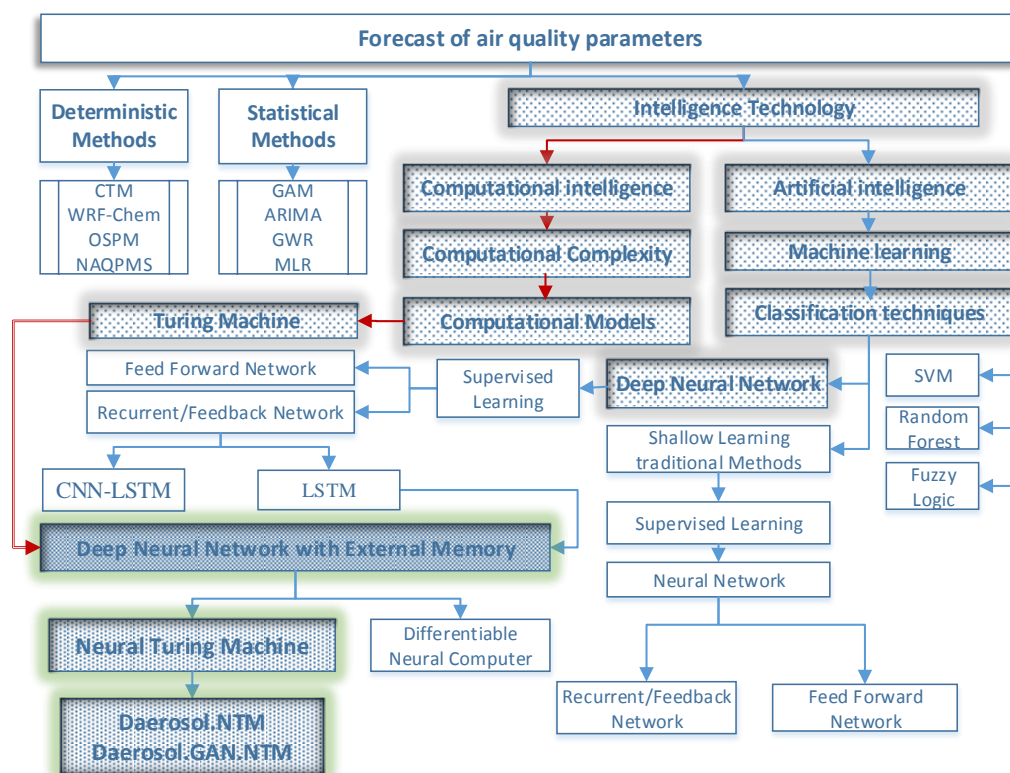 Forecast of air quality parameters
Deterministic
Methods
Statistical
Methods
Intelligence Technology
CTM
WRF-Chem
OSPM
NAQPMS
GAM
ARIMA
GWR
MLR
Computational intelligence
Artificial intelligence
Computational Complexity
Machine learning
Turing Machine
Computational Models
Classification techniques
Feed Forward Network
Supervised
Learning
Deep Neural Network
SVM
Recurrent/Feedback Network
Random
Forest
Shallow Learning
traditional Methods
CNN-LSTM
LSTM
Fuzzy
Logic
Supervised Learning
Deep Neural Network with External Memory
Neural Network
Neural Turing Machine
Differentiable
Neural Computer
Recurrent/Feedback
Network
Feed Forward
Network
Daerosol.NTM
Daerosol.GAN.NTM